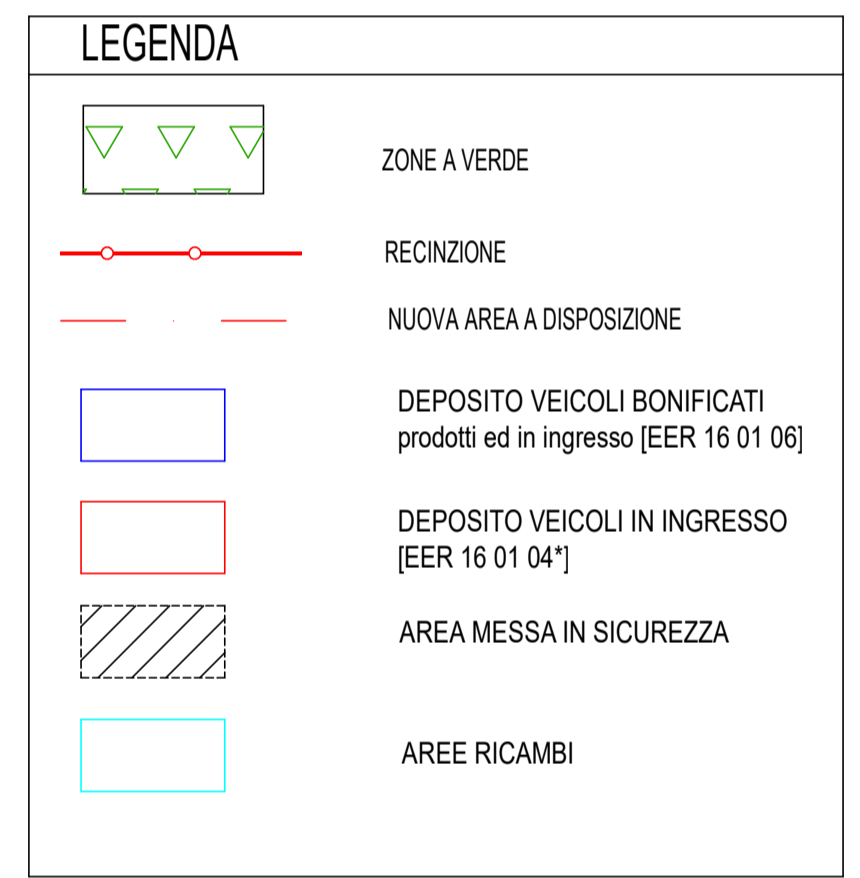 LEGENDA
ZONE A VERDE
RECINZIONE
NUOVA AREA A DISPOSIZIONE
DEPOSITO VEICOLI BONIFICATI
prodotti ed in ingresso [EER 16 01 06]
DEPOSITO VEICOLI IN INGRESSO
[EER 16 01 04*]
AREA MESSA IN SICUREZZA
AREE RICAMBI